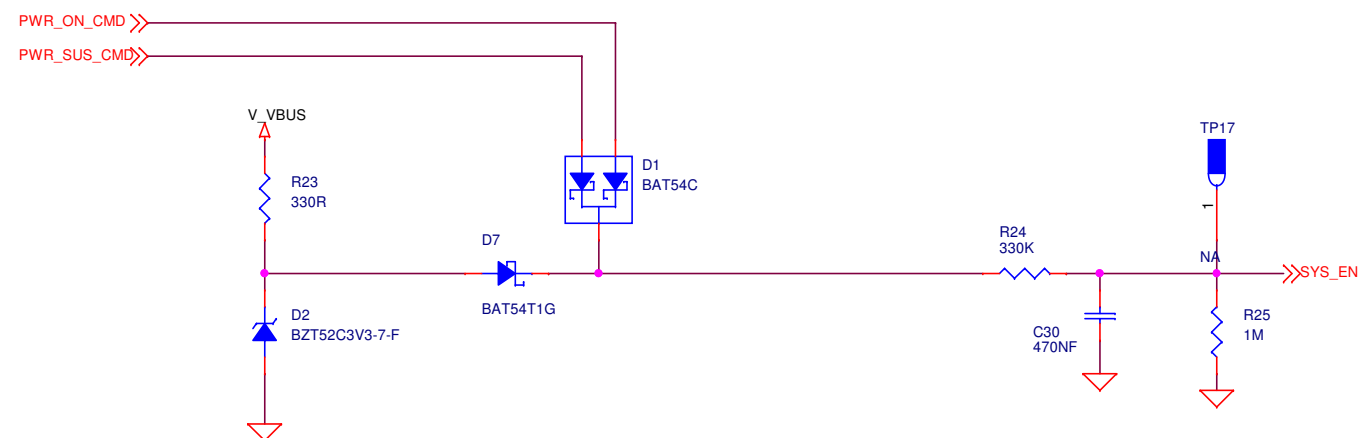 PWR_ON_CMD
PWR_SUS_CMD
V_VBUS
TP17
D1
BAT54C
R23
330R
1
D7
R24
330K
NA
SYS_EN
BAT54T1G
D2
BZT52C3V3-7-F
C30
470NF
R25
1M